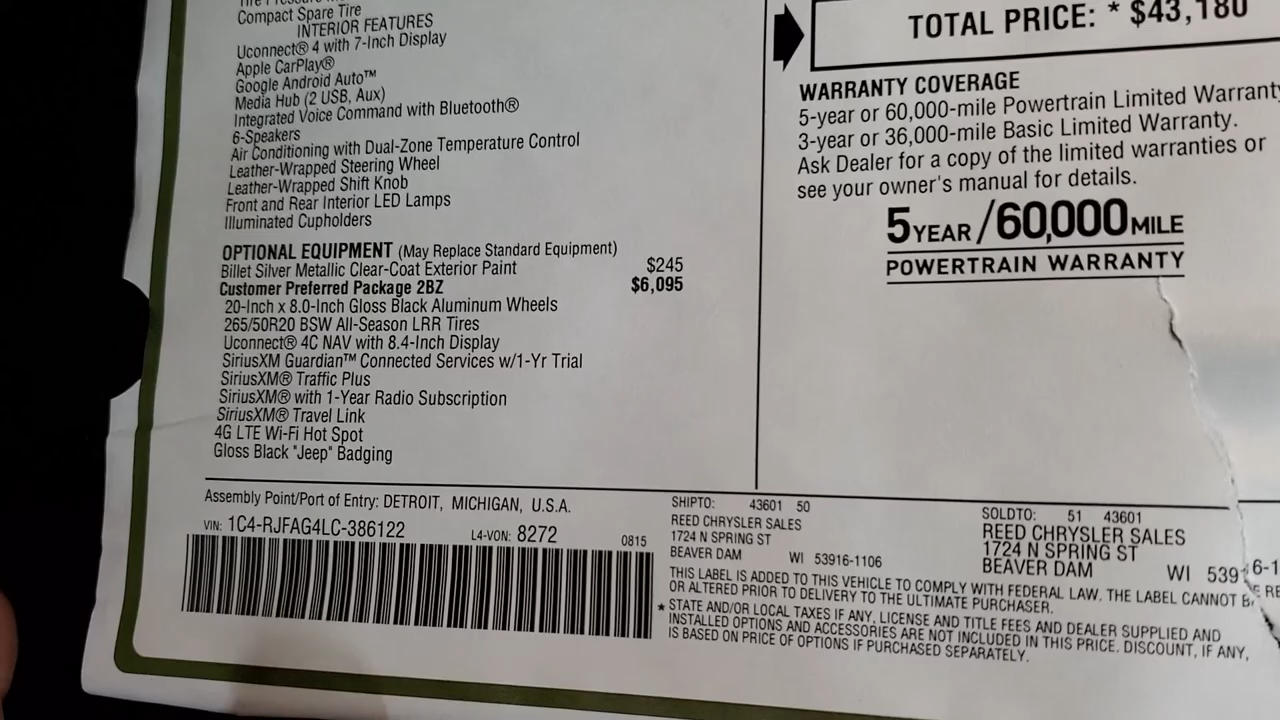 Compact Spare Tire
INTERIOR FEATURES
Uconnect® 4 with 7-Inch Display
Apple CarPlay®
Google Android Auto™
Media Hub (2 USB, Aux)
Integrated Voice Command with Bluetooth®
6-Speakers
Air Conditioning with Dual-Zone Temperature Control
Leather-Wrapped Steering Wheel
Leather-Wrapped Shift Knob
Front and Rear Interior LED Lamps
Illuminated Cupholders
OPTIONAL EQUIPMENT (May Replace Standard Equipment)
Billet Silver Metallic Clear-Coat Exterior Paint $245
Customer Preferred Package 2BZ $6,095
20-Inch x 8.0-Inch Gloss Black Aluminum Wheels
265/50R20 BSW All-Season LRR Tires
Uconnect® 4C NAV with 8.4-Inch Display
SiriusXM Guardian™ Connected Services w/1-Yr Trial
SiriusXM® Traffic Plus
SiriusXM® with 1-Year Radio Subscription
SiriusXM® Travel Link
4G LTE Wi-Fi Hot Spot
Gloss Black "Jeep" Badging
TOTAL PRICE: * $43,180
WARRANTY COVERAGE
5-year or 60,000-mile Powertrain Limited Warranty
3-year or 36,000-mile Basic Limited Warranty.
Ask Dealer for a copy of the limited warranties or
see your owner's manual for details.
5 YEAR / 60,000 MILE
POWERTRAIN WARRANTY
Assembly Point/Port of Entry: DETROIT, MICHIGAN, U.S.A.
VIN: 1C4-RJFAG4LC-386122 L4-VON: 8272
0815
SHIPTO: 43601 50
REED CHRYSLER SALES
1724 N SPRING ST
BEAVER DAM WI 53916-1106
SOLDTO: 51 43601
REED CHRYSLER SALES
1724 N SPRING ST
BEAVER DAM WI 5391 6-1
THIS LABEL IS ADDED TO THIS VEHICLE TO COMPLY WITH FEDERAL LAW. THE LABEL CANNOT BE RE
OR ALTERED PRIOR TO DELIVERY TO THE ULTIMATE PURCHASER.
* STATE AND/OR LOCAL TAXES IF ANY, LICENSE AND TITLE FEES AND DEALER SUPPLIED AND
INSTALLED OPTIONS AND ACCESSORIES ARE NOT INCLUDED IN THIS PRICE. DISCOUNT, IF ANY,
IS BASED ON PRICE OF OPTIONS IF PURCHASED SEPARATELY.